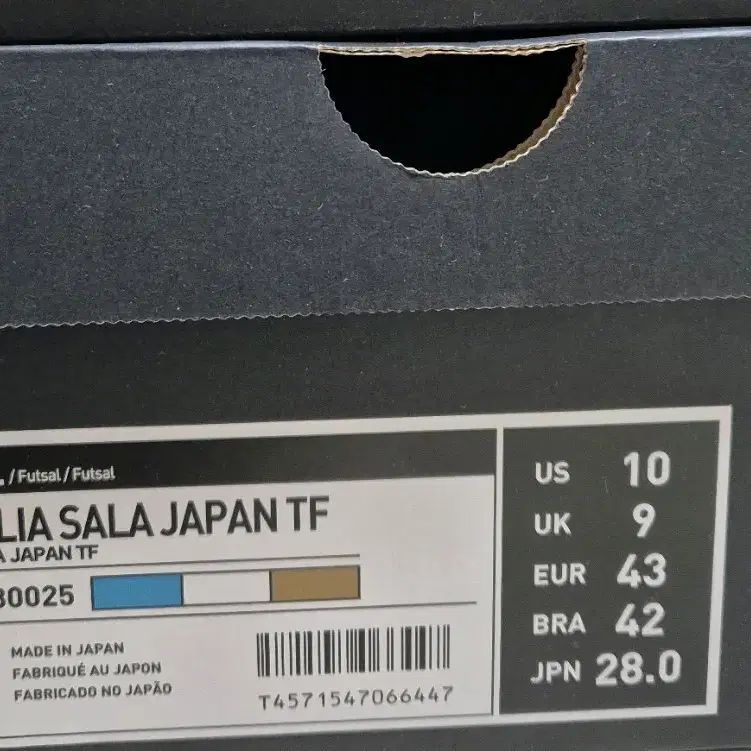 / Futsal / Futsal
LIA SALA JAPAN TF
A JAPAN TF
30025
MADE IN JAPAN
FABRIQUÉ AU JAPON
FABRICADO NO JAPÃO
T4571547066447
US 10
UK 9
EUR 43
BRA 42
JPN 28.0